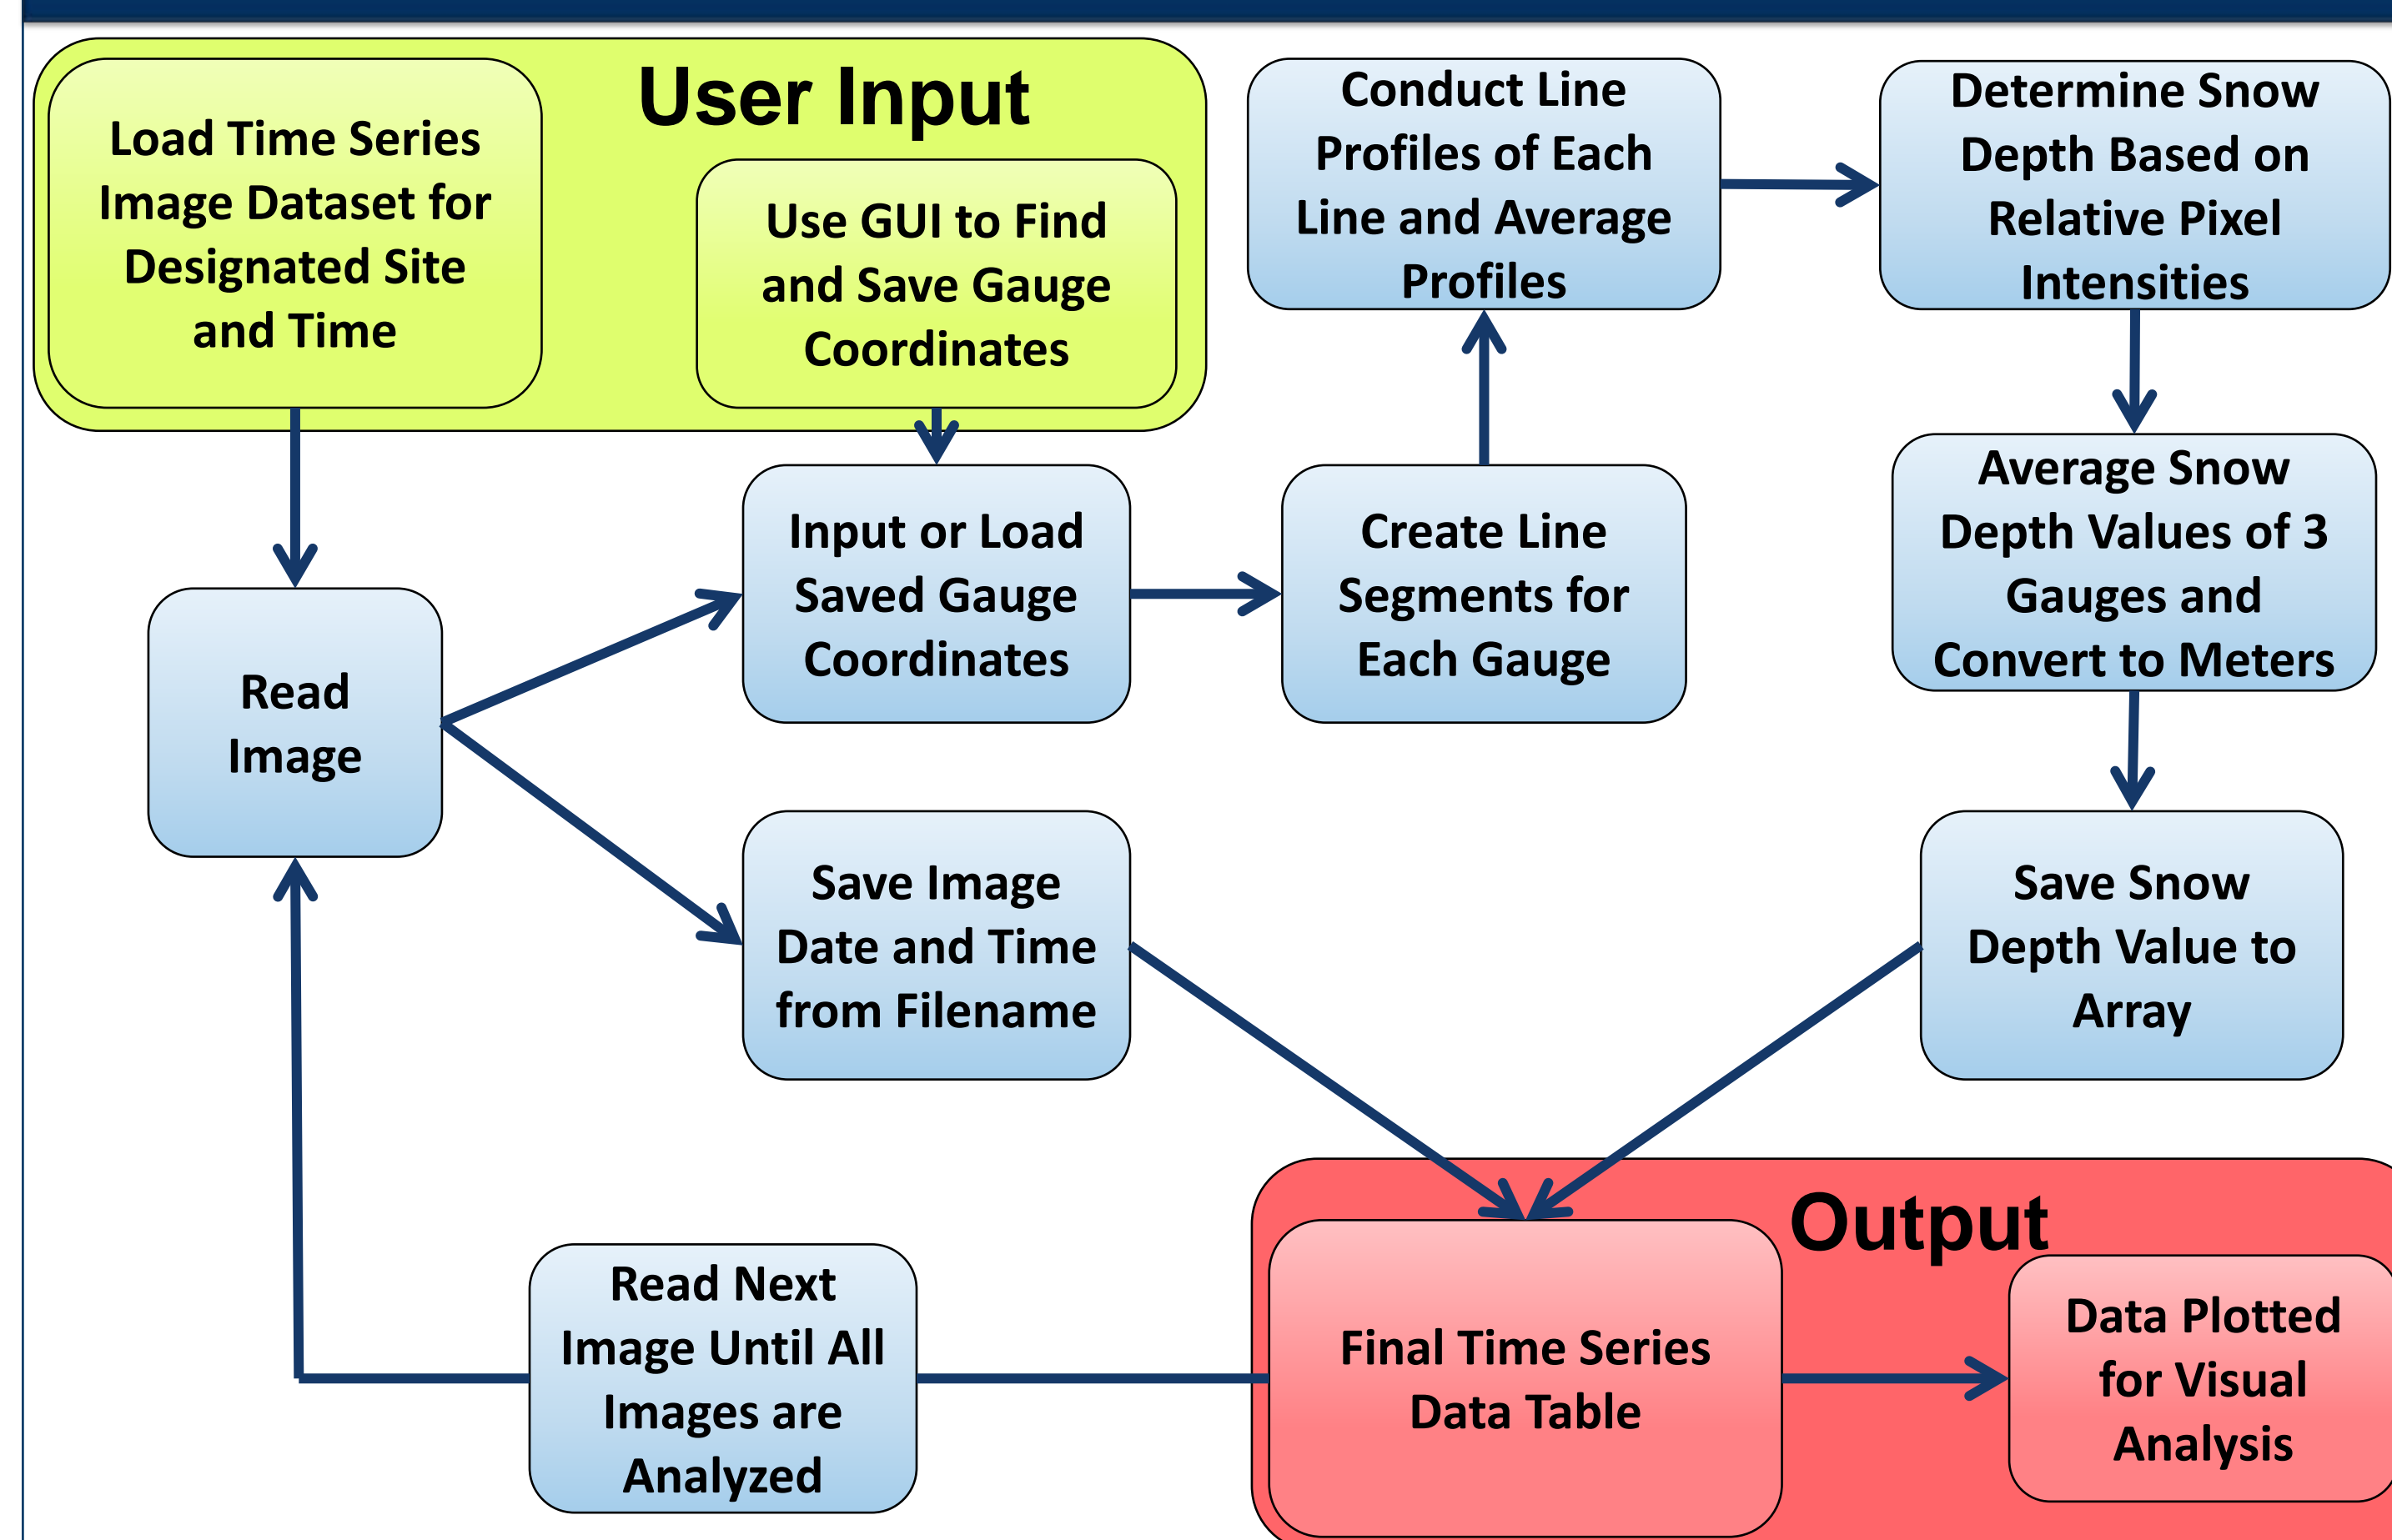 User Input
Load Time Series
Image Dataset for
Designated Site
and Time
Use GUI to Find
and Save Gauge
Coordinates
Conduct Line
Profiles of Each
Line and Average
Profiles
Determine Snow
Depth Based on
Relative Pixel
Intensities
Read
Image
Input or Load
Saved Gauge
Coordinates
Create Line
Segments for
Each Gauge
Average Snow
Depth Values of 3
Gauges and
Convert to Meters
Save Image
Date and Time
from Filename
Save Snow
Depth Value to
Array
Read Next
Image Until All
Images are
Analyzed
Output
Final Time Series
Data Table
Data Plotted
for Visual
Analysis